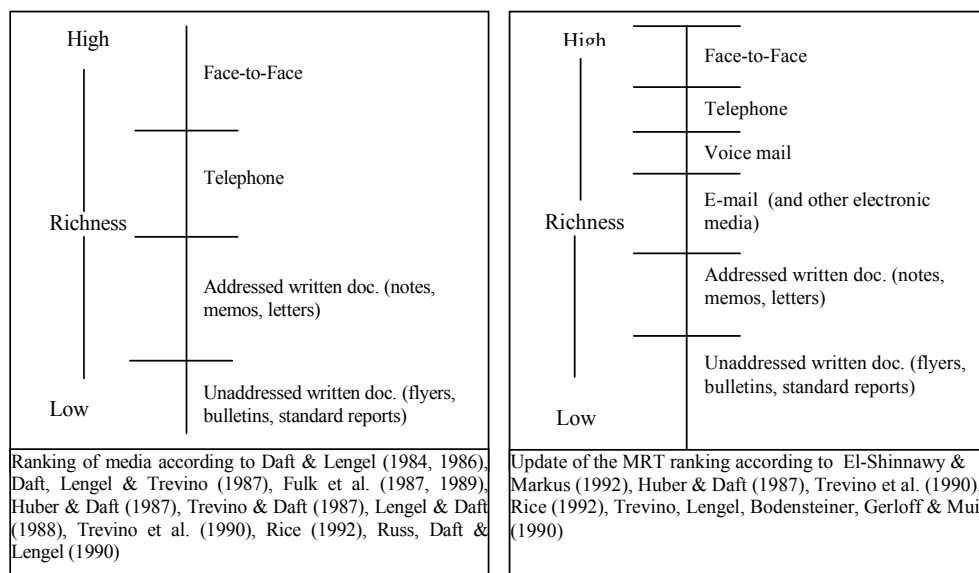 High
Face-to-Face
Telephone
Richness
Addressed written doc. (notes,
memos, letters)
Unaddressed written doc. (flyers,
bulletins, standard reports)
Low
Ranking of media according to Daft & Lengel (1984, 1986),
Daft, Lengel & Trevino (1987), Fulk et al. (1987, 1989),
Huber & Daft (1987), Trevino & Daft (1987), Lengel & Daft
(1988), Trevino et al. (1990), Rice (1992), Russ, Daft &
Lengel (1990)
High
Face-to-Face
Telephone
Voice mail
E-mail (and other electronic
media)
Richness
Addressed written doc. (notes,
memos, letters)
Unaddressed written doc. (flyers,
bulletins, standard reports)
Low
Update of the MRT ranking according to El-Shinnawy &
Markus (1992), Huber & Daft (1987), Trevino et al. (1990),
Rice (1992), Trevino, Lengel, Bodensteiner, Gerloff & Muir
(1990)